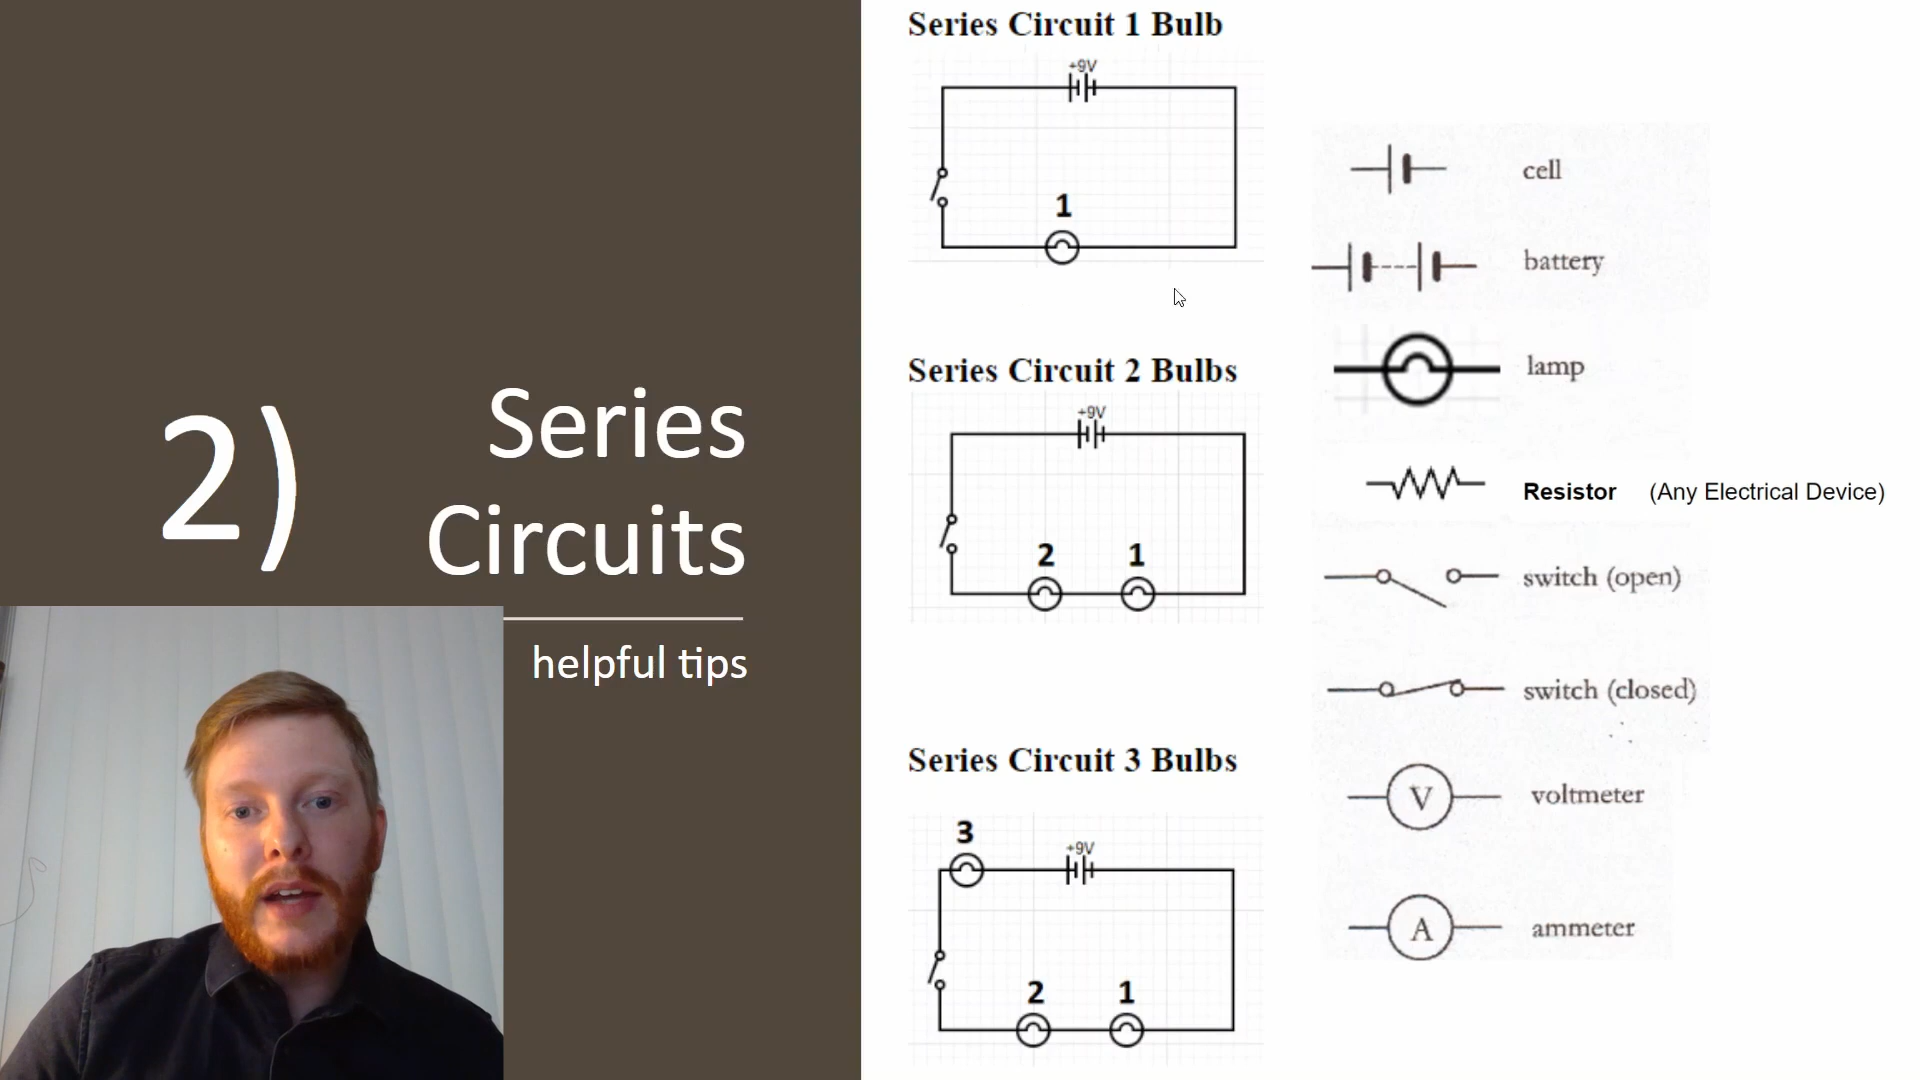 2)
Series
Circuits
helpful tips
Series Circuit 1 Bulb
+9V
1
Series Circuit 2 Bulbs
+9V
2 1
Series Circuit 3 Bulbs
3
+9V
2 1
cell
battery
lamp
Resistor (Any Electrical Device)
switch (open)
switch (closed)
V voltmeter
A ammeter